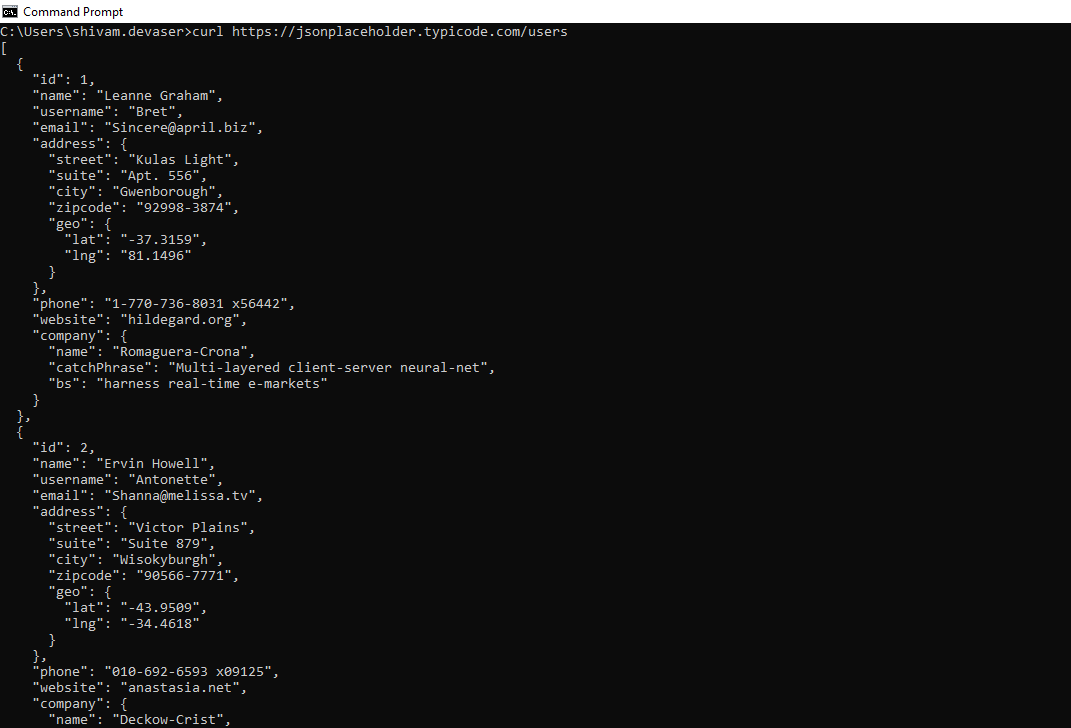 Command Prompt
C:\Users\shivam.devaser>curl https://jsonplaceholder.typicode.com/users
[
  {
    "id": 1,
    "name": "Leanne Graham",
    "username": "Bret",
    "email": "Sincere@april.biz",
    "address": {
      "street": "Kulas Light",
      "suite": "Apt. 556",
      "city": "Gwenborough",
      "zipcode": "92998-3874",
      "geo": {
        "lat": "-37.3159",
        "lng": "81.1496"
      }
    },
    "phone": "1-770-736-8031 x56442",
    "website": "hildegard.org",
    "company": {
      "name": "Romaguera-Crona",
      "catchPhrase": "Multi-layered client-server neural-net",
      "bs": "harness real-time e-markets"
    }
  },
  {
    "id": 2,
    "name": "Ervin Howell",
    "username": "Antonette",
    "email": "Shanna@melissa.tv",
    "address": {
      "street": "Victor Plains",
      "suite": "Suite 879",
      "city": "Wisokyburgh",
      "zipcode": "90566-7771",
      "geo": {
        "lat": "-43.9509",
        "lng": "-34.4618"
      }
    },
    "phone": "010-692-6593 x09125",
    "website": "anastasia.net",
    "company": {
      "name": "Deckow-Crist",